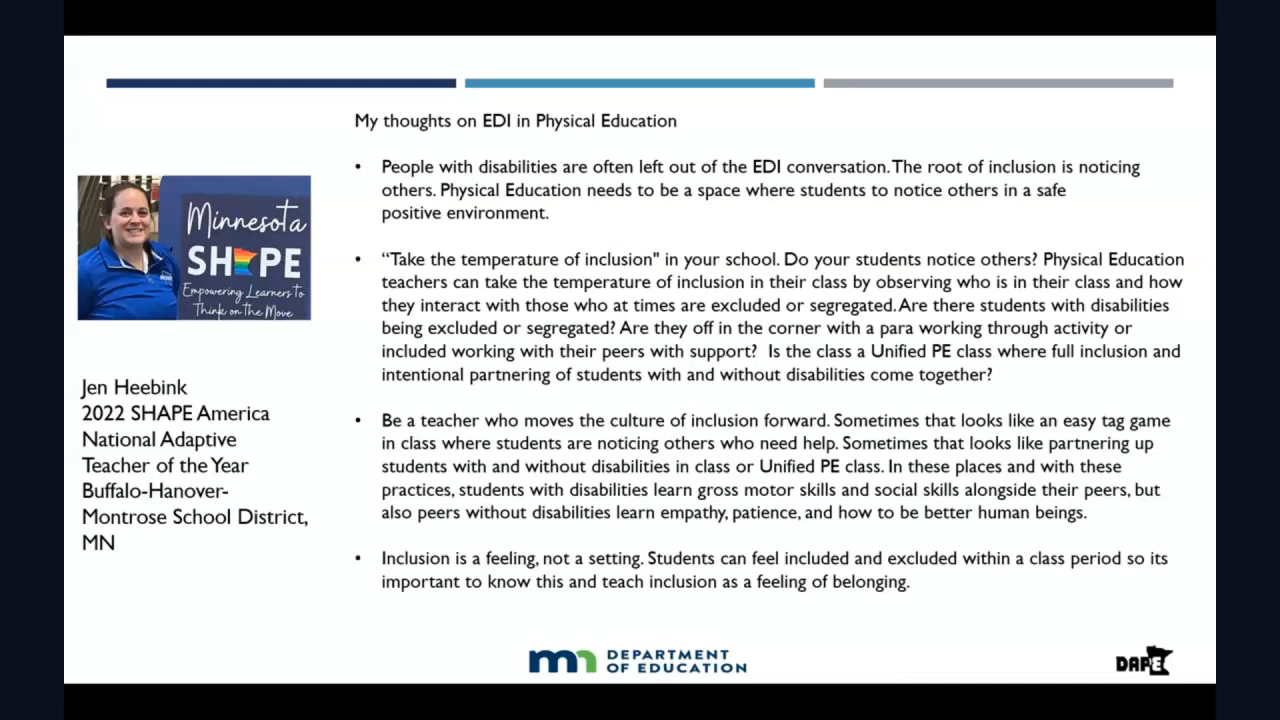 My thoughts on EDI in Physical Education
• People with disabilities are often left out of the EDI conversation. The root of inclusion is noticing
others. Physical Education needs to be a space where students to notice others in a safe
positive environment.
• “Take the temperature of inclusion" in your school. Do your students notice others? Physical Education
teachers can take the temperature of inclusion in their class by observing who is in their class and how
they interact with those who at times are excluded or segregated. Are there students with disabilities
being excluded or segregated? Are they off in the corner with a para working through activity or
included working with their peers with support? Is the class a Unified PE class where full inclusion and
intentional partnering of students with and without disabilities come together?
• Be a teacher who moves the culture of inclusion forward. Sometimes that looks like an easy tag game
in class where students are noticing others who need help. Sometimes that looks like partnering up
students with and without disabilities in class or Unified PE class. In these places and with these
practices, students with disabilities learn gross motor skills and social skills alongside their peers, but
also peers without disabilities learn empathy, patience, and how to be better human beings.
• Inclusion is a feeling, not a setting. Students can feel included and excluded within a class period so its
important to know this and teach inclusion as a feeling of belonging.
Minnesota
SHAPE
Empowering Learners to
Think on the Move
Jen Heebink
2022 SHAPE America
National Adaptive
Teacher of the Year
Buffalo-Hanover-
Montrose School District,
MN
mn DEPARTMENT
OF EDUCATION
DAPE